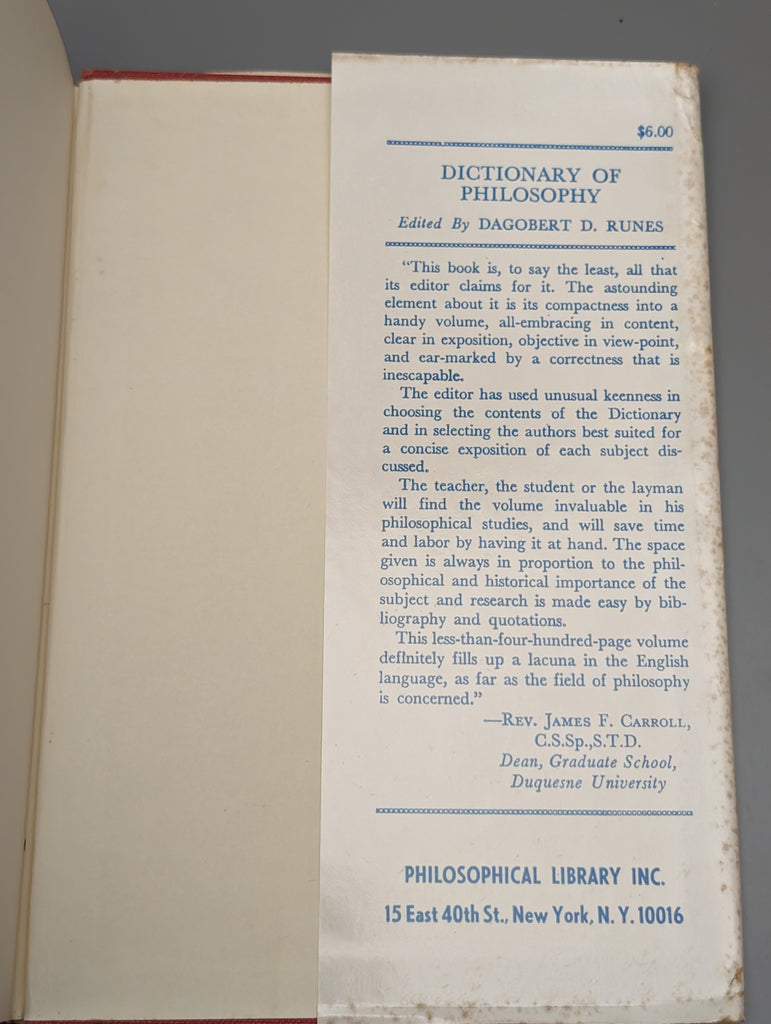 $6.00
DICTIONARY OF
PHILOSOPHY
Edited By DAGOBERT D. RUNES
“This book is, to say the least, all that
its editor claims for it. The astounding
element about it is its compactness into a
handy volume, all-embracing in content,
clear in exposition, objective in view-point,
and ear-marked by a correctness that is
inescapable.
The editor has used unusual keenness in
choosing the contents of the Dictionary
and in selecting the authors best suited for
a concise exposition of each subject dis-
cussed.
The teacher, the student or the layman
will find the volume invaluable in his
philosophical studies, and will save time
and labor by having it at hand. The space
given is always in proportion to the phil-
osophical and historical importance of the
subject and research is made easy by bib-
liography and quotations.
This less-than-four-hundred-page volume
definitely fills up a lacuna in the English
language, as far as the field of philosophy
is concerned.”
—REV. JAMES F. CARROLL,
C.S.Sp.,S.T.D.
Dean, Graduate School,
Duquesne University
PHILOSOPHICAL LIBRARY INC.
15 East 40th St., New York, N. Y. 10016